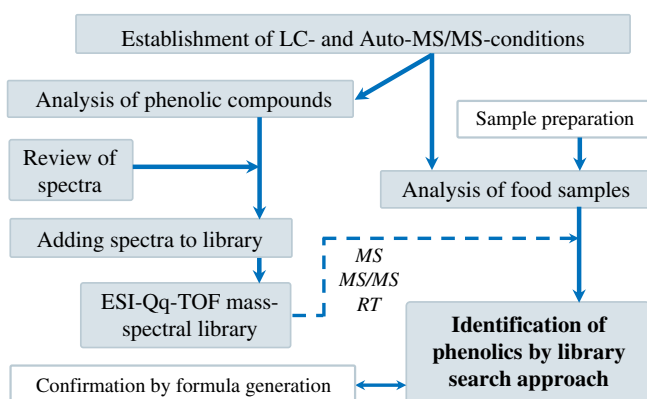 Establishment of LC- and Auto-MS/MS-conditions
Analysis of phenolic compounds
Sample preparation
Review of
spectra
Analysis of food samples
Adding spectra to library
MS
MS/MS
RT
ESI-Qq-TOF mass-
spectral library
Identification of
phenolics by library
search approach
Confirmation by formula generation